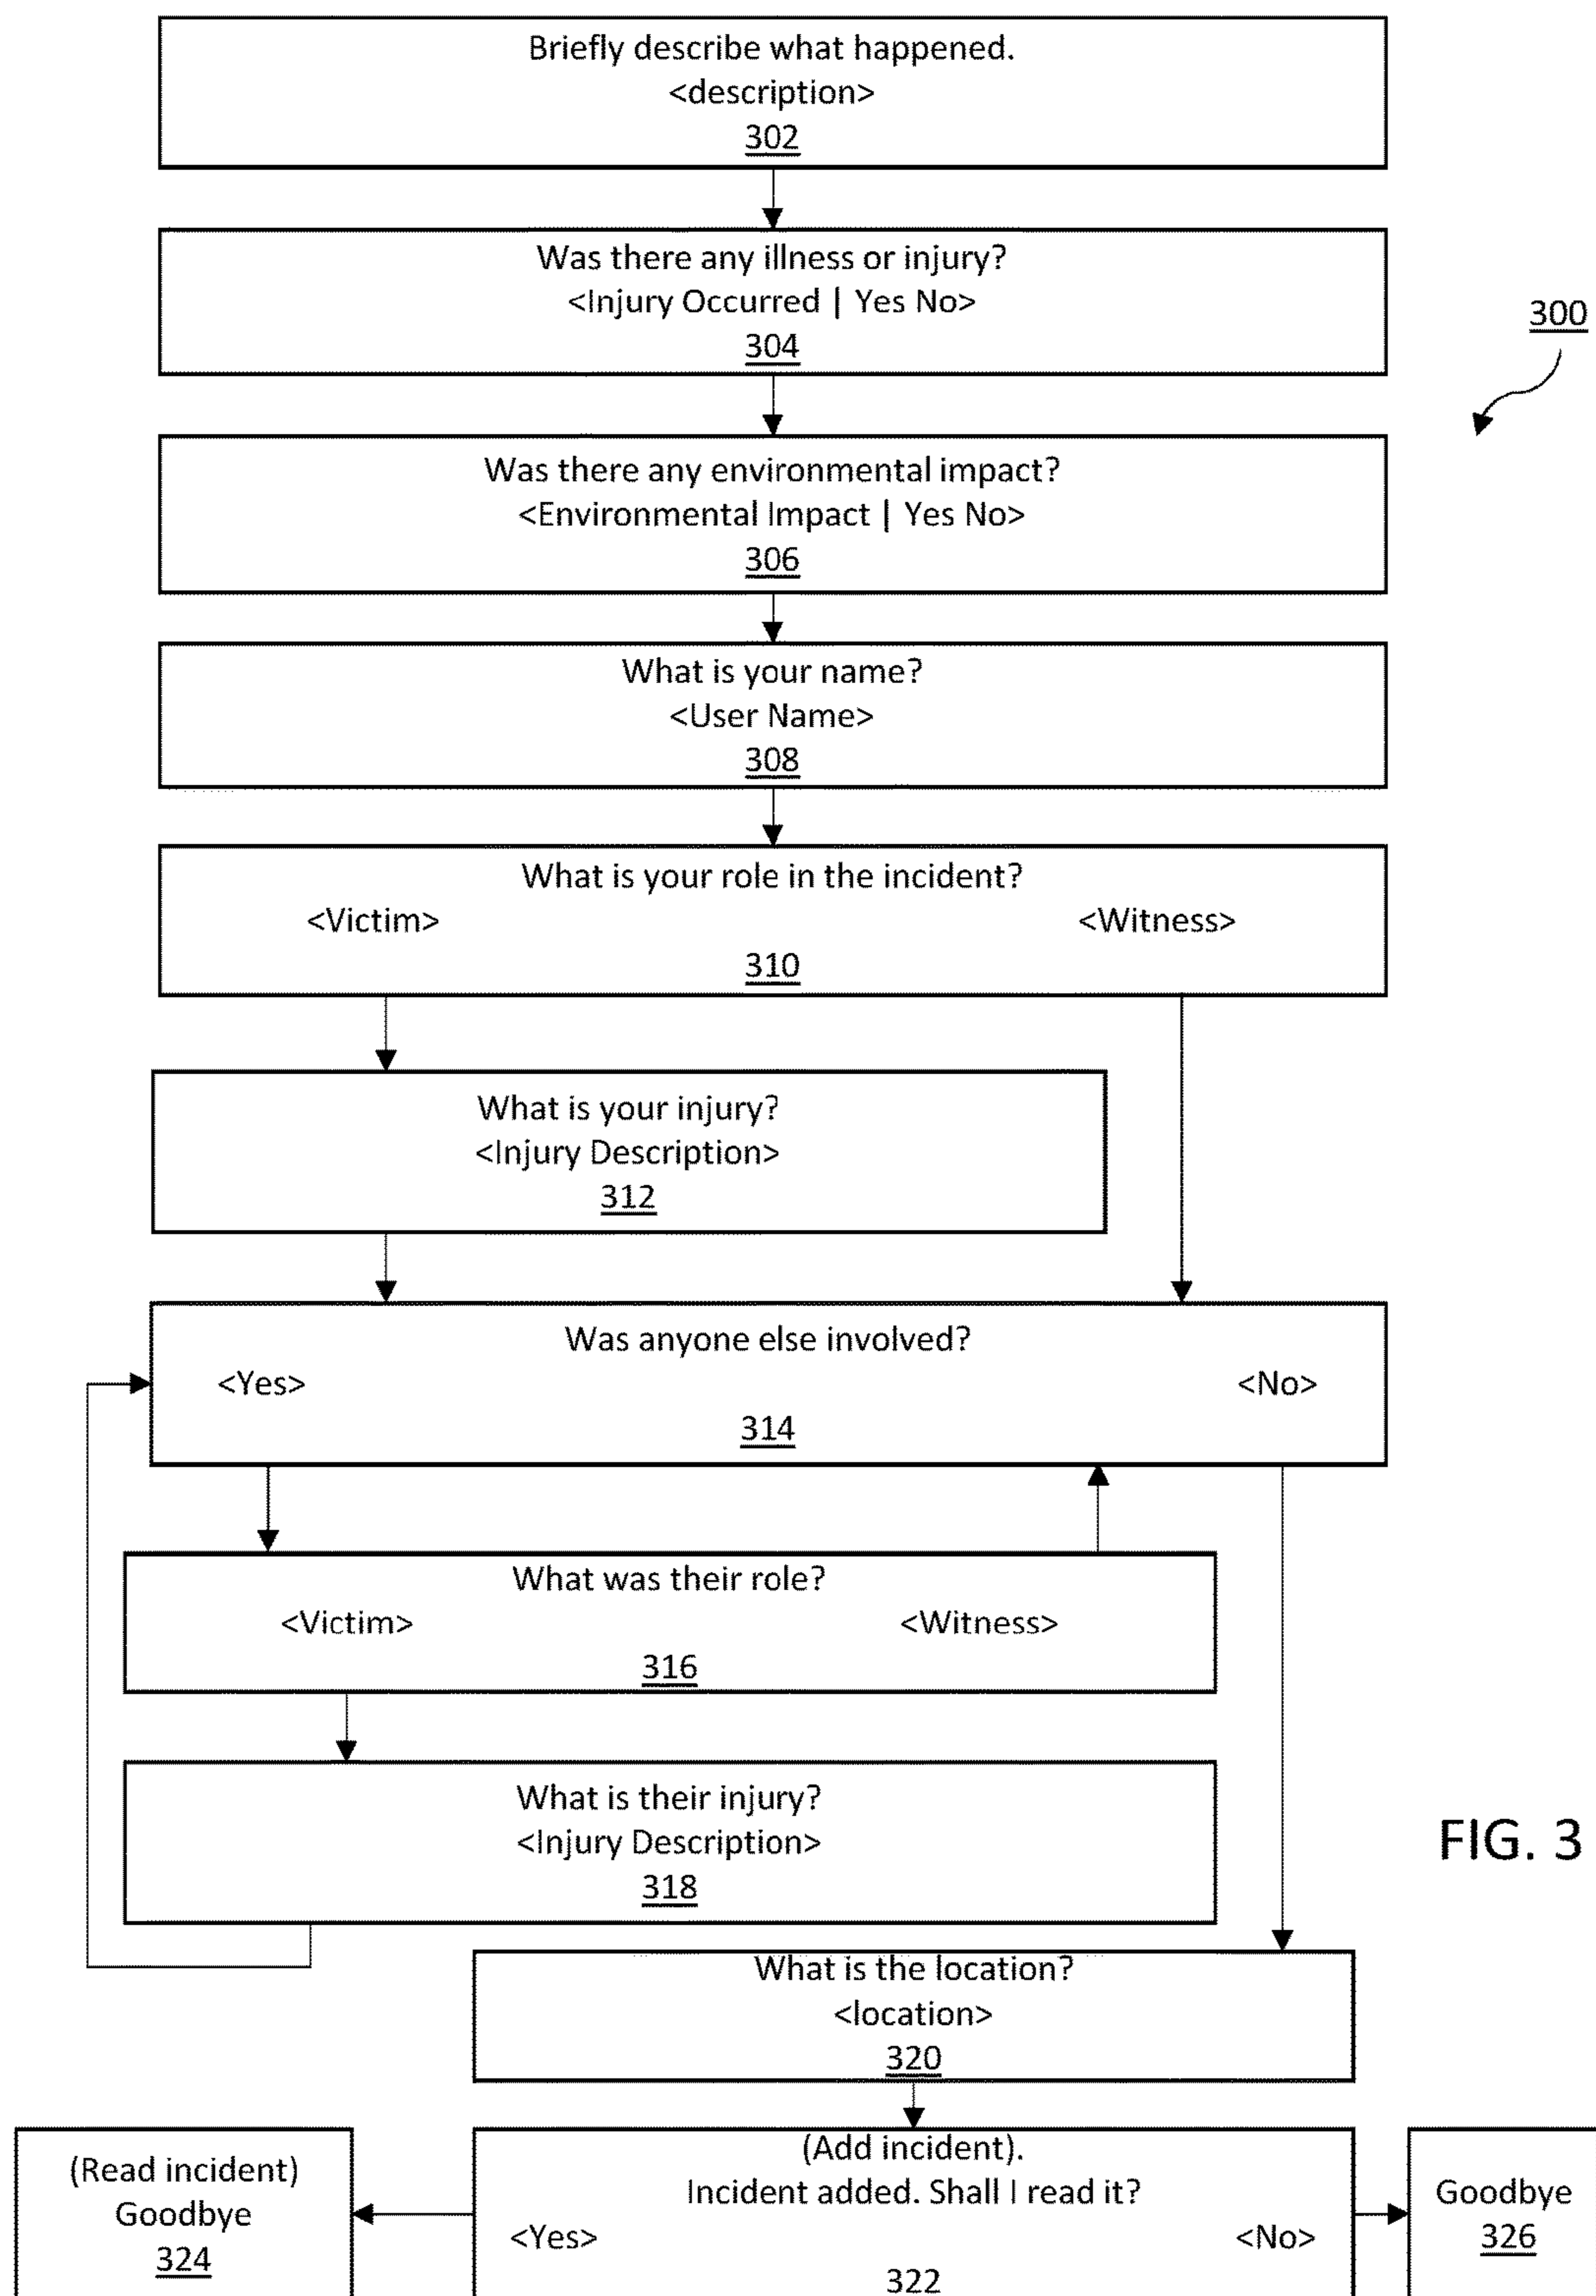 Briefly describe what happened.
<description>
302
Was there any illness or injury?
<Injury Occurred | Yes No>
304
300
Was there any environmental impact?
<Environmental Impact | Yes No>
306
What is your name?
<User Name>
308
What is your role in the incident?
<Victim> <Witness>
310
What is your injury?
<Injury Description>
312
Was anyone else involved?
<Yes> <No>
314
What was their role?
<Victim> <Witness>
316
What is their injury?
<Injury Description>
318
FIG. 3
What is the location?
<location>
320
(Read incident)
Goodbye
324
(Add incident).
Incident added. Shall I read it?
<Yes> <No>
322
Goodbye
326